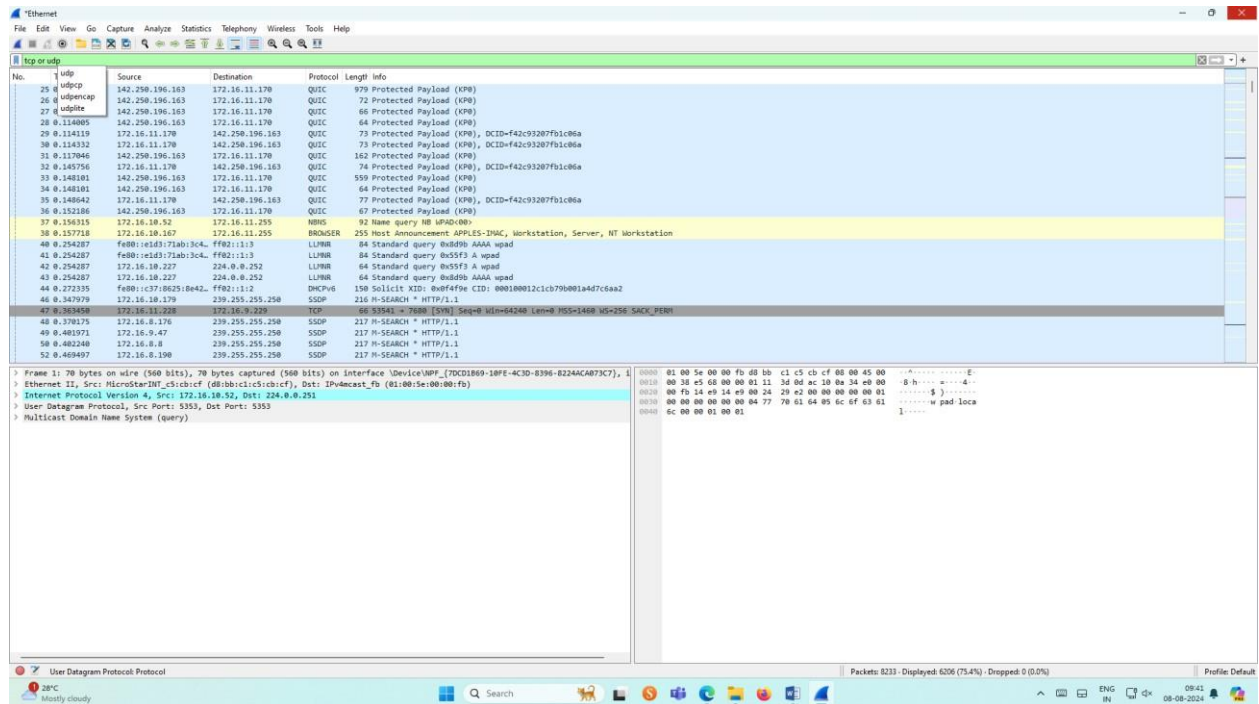 *Ethernet
File Edit View Go Capture Analyze Statistics Telephony Wireless Tools Help
tcp or udp
udp
udpcp
udpencap
udplite
No. Source Destination Protocol Length Info
25 142.250.196.163 172.16.11.170 QUIC 979 Protected Payload (KP0)
26 142.250.196.163 172.16.11.170 QUIC 72 Protected Payload (KP0)
27 142.250.196.163 172.16.11.170 QUIC 66 Protected Payload (KP0)
28 0.114005 142.250.196.163 172.16.11.170 QUIC 64 Protected Payload (KP0)
29 0.114119 172.16.11.170 142.250.196.163 QUIC 73 Protected Payload (KP0), DCID=f42c93207fb1c06a
30 0.114332 172.16.11.170 142.250.196.163 QUIC 73 Protected Payload (KP0), DCID=f42c93207fb1c06a
31 0.117046 142.250.196.163 172.16.11.170 QUIC 162 Protected Payload (KP0)
32 0.145756 172.16.11.170 142.250.196.163 QUIC 74 Protected Payload (KP0), DCID=f42c93207fb1c06a
33 0.148101 142.250.196.163 172.16.11.170 QUIC 559 Protected Payload (KP0)
34 0.148101 142.250.196.163 172.16.11.170 QUIC 64 Protected Payload (KP0)
35 0.148642 172.16.11.170 142.250.196.163 QUIC 77 Protected Payload (KP0), DCID=f42c93207fb1c06a
36 0.152186 142.250.196.163 172.16.11.170 QUIC 67 Protected Payload (KP0)
37 0.156315 172.16.10.52 172.16.11.255 NBNS 92 Name query NB WPAD<00>
38 0.157718 172.16.10.167 172.16.11.255 BROWSER 255 Host Announcement APPLES-IMAC, Workstation, Server, NT Workstation
40 0.254287 fe80::e1d3:71ab:3c4… ff02::1:3 LLMNR 84 Standard query 0x8d9b AAAA wpad
41 0.254287 fe80::e1d3:71ab:3c4… ff02::1:3 LLMNR 84 Standard query 0x55f3 A wpad
42 0.254287 172.16.10.227 224.0.0.252 LLMNR 64 Standard query 0x55f3 A wpad
43 0.254287 172.16.10.227 224.0.0.252 LLMNR 64 Standard query 0x8d9b AAAA wpad
44 0.272335 fe80::c37:8625:8e42… ff02::1:2 DHCPv6 150 Solicit XID: 0x0f4f9e CID: 000100012c1cb79b001a4d7c6aa2
46 0.347979 172.16.10.179 239.255.255.250 SSDP 216 M-SEARCH * HTTP/1.1
47 0.363450 172.16.11.228 172.16.9.229 TCP 66 53541 → 7680 [SYN] Seq=0 Win=64240 Len=0 MSS=1460 WS=256 SACK_PERM
48 0.370175 172.16.8.176 239.255.255.250 SSDP 217 M-SEARCH * HTTP/1.1
49 0.401971 172.16.9.47 239.255.255.250 SSDP 217 M-SEARCH * HTTP/1.1
50 0.402240 172.16.8.8 239.255.255.250 SSDP 217 M-SEARCH * HTTP/1.1
52 0.469497 172.16.8.190 239.255.255.250 SSDP 217 M-SEARCH * HTTP/1.1
> Frame 1: 70 bytes on wire (560 bits), 70 bytes captured (560 bits) on interface \Device\NPF_{7DCD1B69-10FE-4C3D-8396-B224ACA073C7}, i
> Ethernet II, Src: MicroStarINT_c5:cb:cf (d8:bb:c1:c5:cb:cf), Dst: IPv4mcast_fb (01:00:5e:00:00:fb)
> Internet Protocol Version 4, Src: 172.16.10.52, Dst: 224.0.0.251
> User Datagram Protocol, Src Port: 5353, Dst Port: 5353
> Multicast Domain Name System (query)
0000 01 00 5e 00 00 fb d8 bb c1 c5 cb cf 08 00 45 00 ··^····· ······E·
0010 00 38 e5 68 00 00 01 11 3d 0d ac 10 0a 34 e0 00 ·8·h···· =····4··
0020 00 fb 14 e9 14 e9 00 24 29 e2 00 00 00 00 00 01 ·······$ )·······
0030 00 00 00 00 00 00 04 77 70 61 64 05 6c 6f 63 61 ·······w pad·loca
0040 6c 00 00 01 00 01 l·····
User Datagram Protocol: Protocol
Packets: 8233 · Displayed: 6206 (75.4%) · Dropped: 0 (0.0%)
Profile: Default
28°C
Mostly cloudy
Search
ENG
IN
09:41
08-08-2024